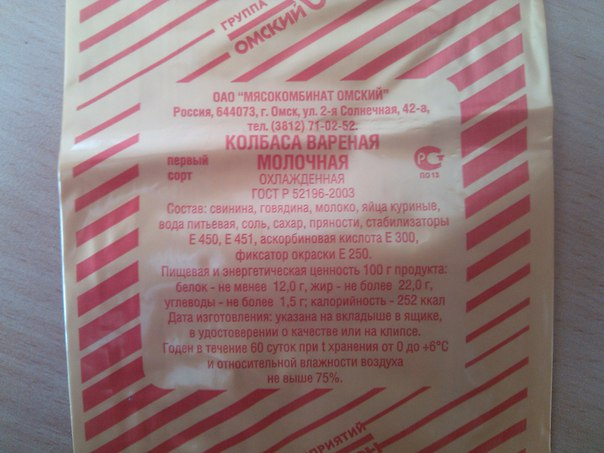 ГРУППА
ОМСКИЙ
ОАО "МЯСОКОМБИНАТ ОМСКИЙ"
Россия, 644073, г. Омск, ул. 2-я Солнечная, 42-а,
тел. (3812) 71-02-52.
КОЛБАСА ВАРЕНАЯ
первый сорт
МОЛОЧНАЯ
РСТ
ПО13
ОХЛАЖДЕННАЯ
ГОСТ Р 52196-2003
Состав: свинина, говядина, молоко, яйца куриные,
вода питьевая, соль, сахар, пряности, стабилизаторы
Е 450, Е 451, аскорбиновая кислота Е 300,
фиксатор окраски Е 250.
Пищевая и энергетическая ценность 100 г продукта:
белок - не менее 12,0 г, жир - не более 22,0 г,
углеводы - не более 1,5 г; калорийность - 252 ккал
Дата изготовления: указана на вкладыше в ящике,
в удостоверении о качестве или на клипсе.
Годен в течение 60 суток при t хранения от 0 до +6°С
и относительной влажности воздуха
не выше 75%.